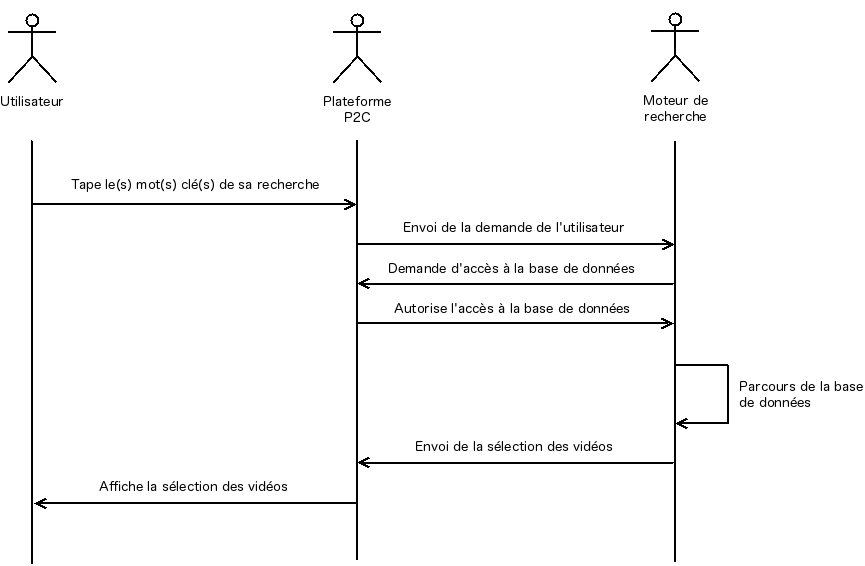 Utilisateur
Plateforme
P2C
Moteur de
recherche
Tape le(s) mot(s) clé(s) de sa recherche
Envoi de la demande de l'utilisateur
Demande d'accès à la base de données
Autorise l'accès à la base de données
Parcours de la base
de données
Envoi de la sélection des vidéos
Affiche la sélection des vidéos